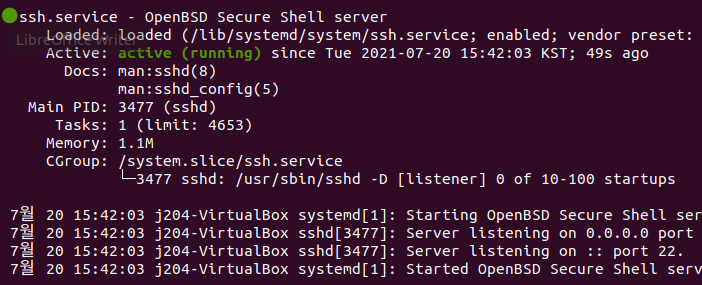 ssh.service - OpenBSD Secure Shell server
Loaded: loaded (/lib/systemd/system/ssh.service; enabled; vendor preset:
LibreOffice Writer
Active: active (running) since Tue 2021-07-20 15:42:03 KST; 49s ago
Docs: man:sshd(8)
man:sshd_config(5)
Main PID: 3477 (sshd)
Tasks: 1 (limit: 4653)
Memory: 1.1M
CGroup: /system.slice/ssh.service
└─3477 sshd: /usr/sbin/sshd -D [listener] 0 of 10-100 startups
7월 20 15:42:03 j204-VirtualBox systemd[1]: Starting OpenBSD Secure Shell ser
7월 20 15:42:03 j204-VirtualBox sshd[3477]: Server listening on 0.0.0.0 port
7월 20 15:42:03 j204-VirtualBox sshd[3477]: Server listening on :: port 22.
7월 20 15:42:03 j204-VirtualBox systemd[1]: Started OpenBSD Secure Shell serv